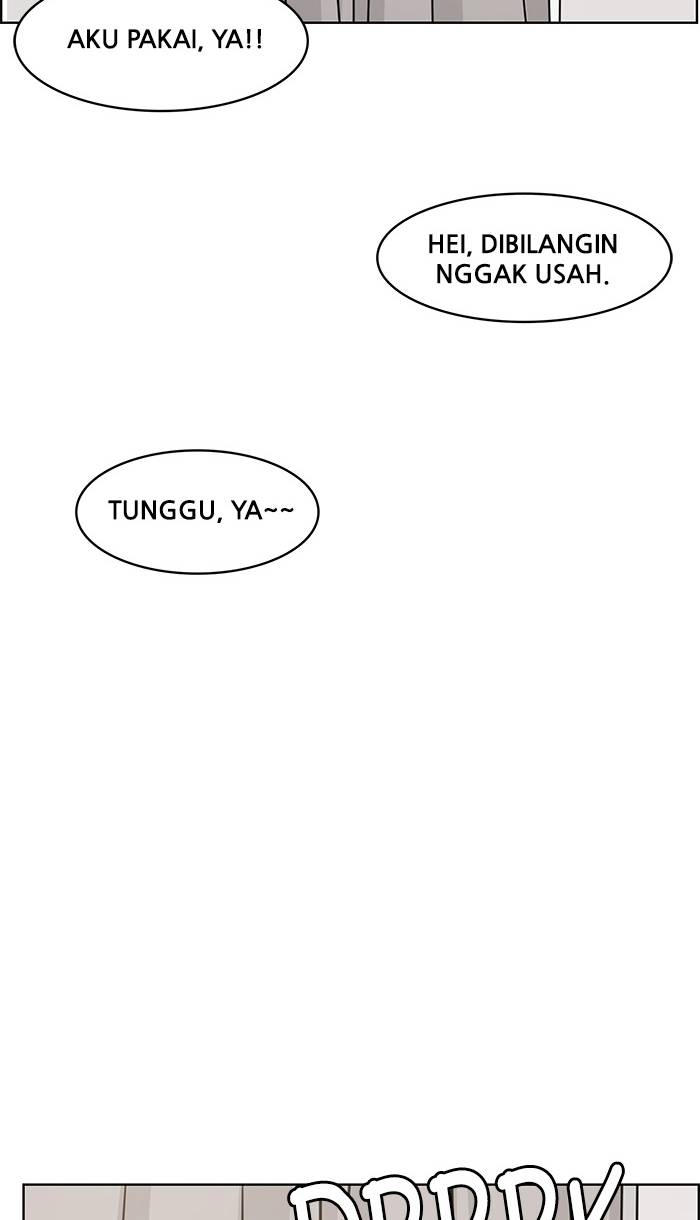 AKU PAKAI, YA!!
HEI, DIBILANGIN
NGGAK USAH.
TUNGGU, YA~~